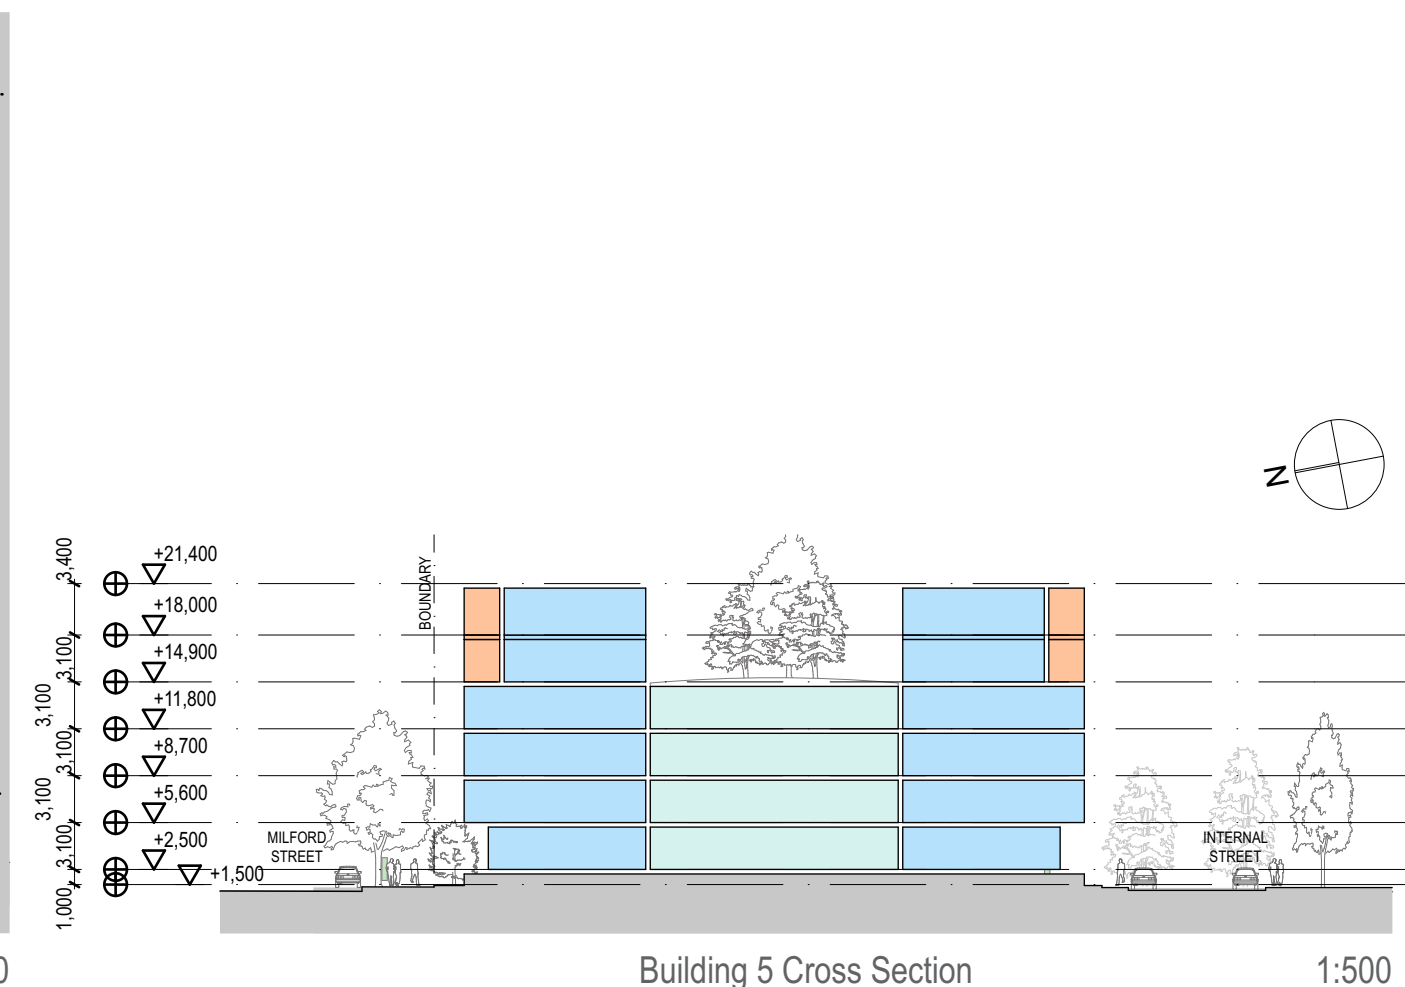 N
3,400
+21,400
BOUNDARY
+18,000
3,100
+14,900
3,100
+11,800
3,100
+8,700
3,100
+5,600
3,100
+2,500
MILFORD
STREET
INTERNAL
STREET
+1,500
1,000
0
Building 5 Cross Section
1:500